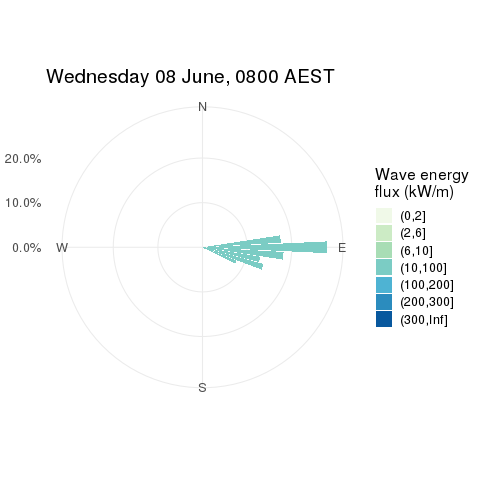 Wednesday 08 June, 0800 AEST
N
20.0%
10.0%
0.0%
W
E
S
Wave energy
flux (kW/m)
(0,2]
(2,6]
(6,10]
(10,100]
(100,200]
(200,300]
(300,Inf]